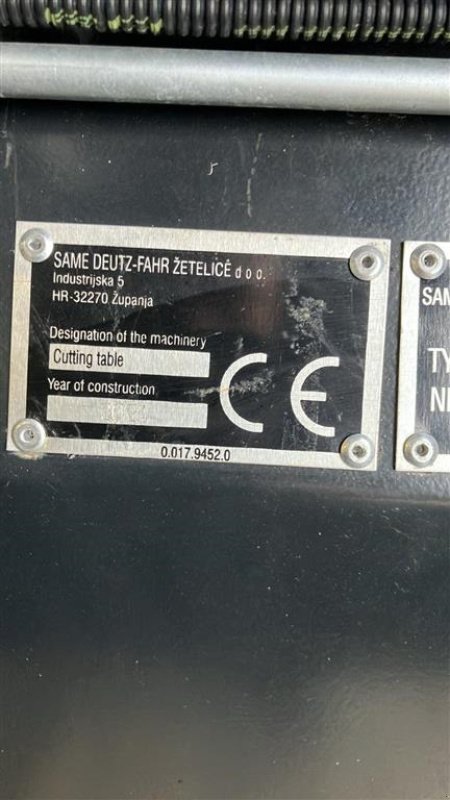 SAME DEUTZ-FAHR ŽETELICĖ d o o.
Industrijska 5
HR-32270 Županja
Designation of the machinery
Cutting table
Year of construction
CE
0.017.9452.0
SAM
TY